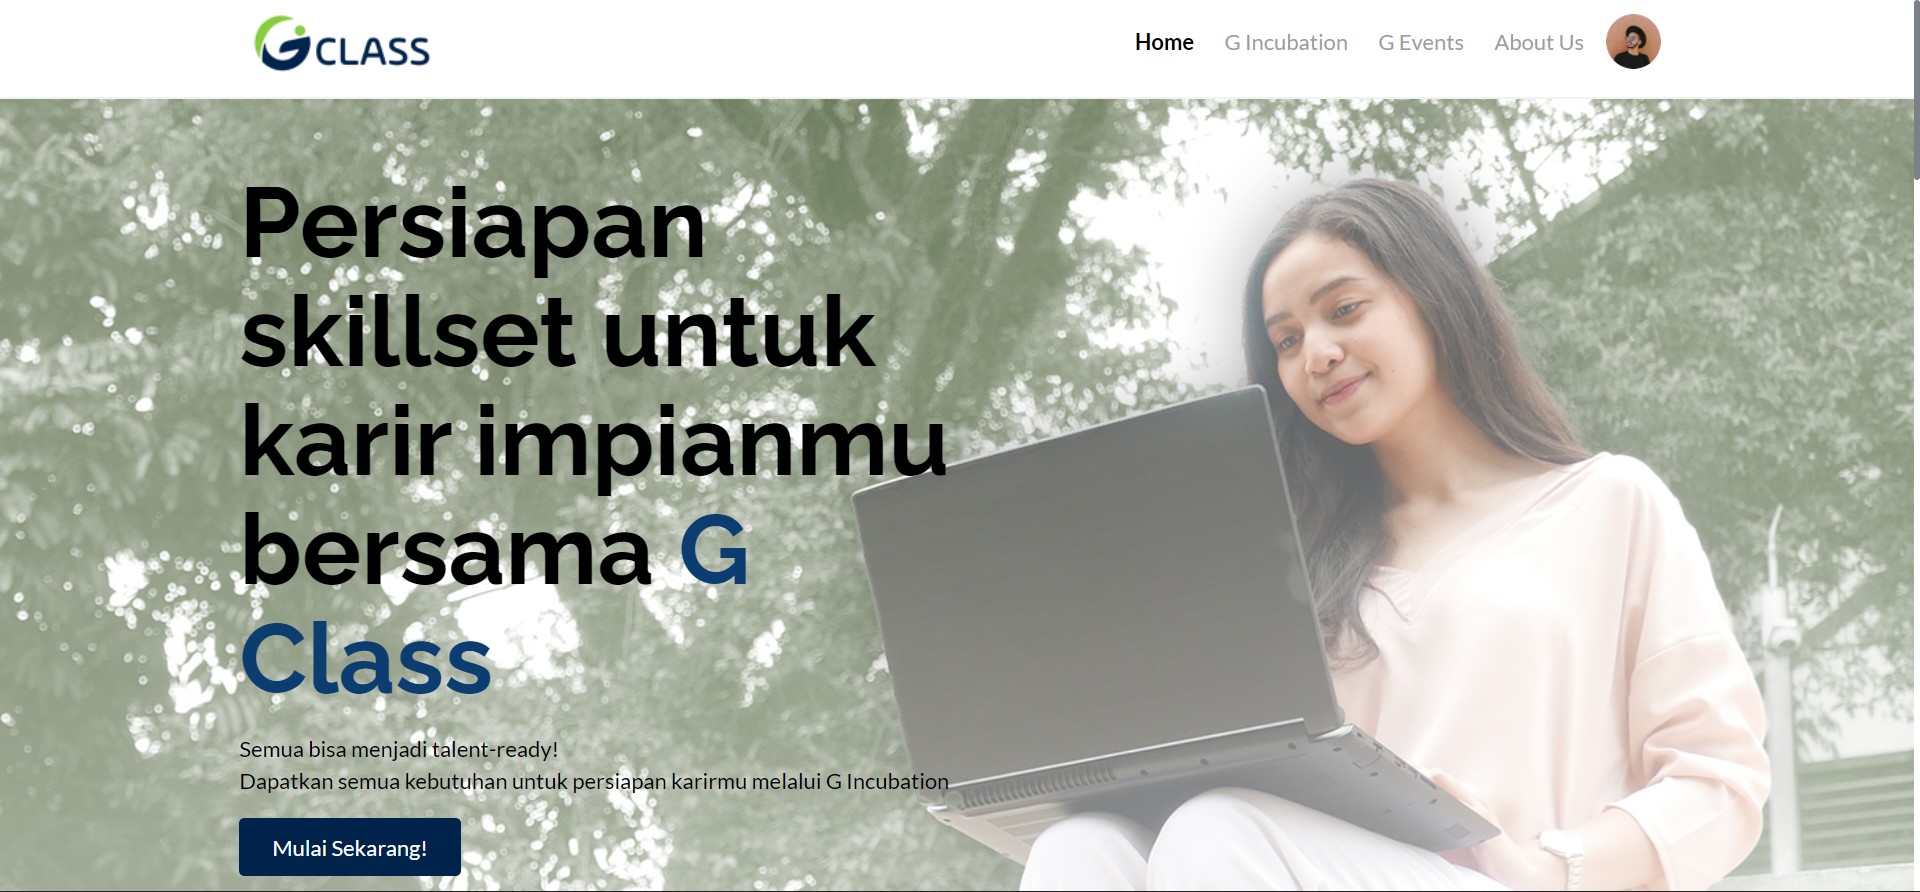 G CLASS
Home
G Incubation
G Events
About Us
Persiapan
skillset untuk
karir impianmu
bersama G
Class
Semua bisa menjadi talent-ready!
Dapatkan semua kebutuhan untuk persiapan karirmu melalui G Incubation
Mulai Sekarang!